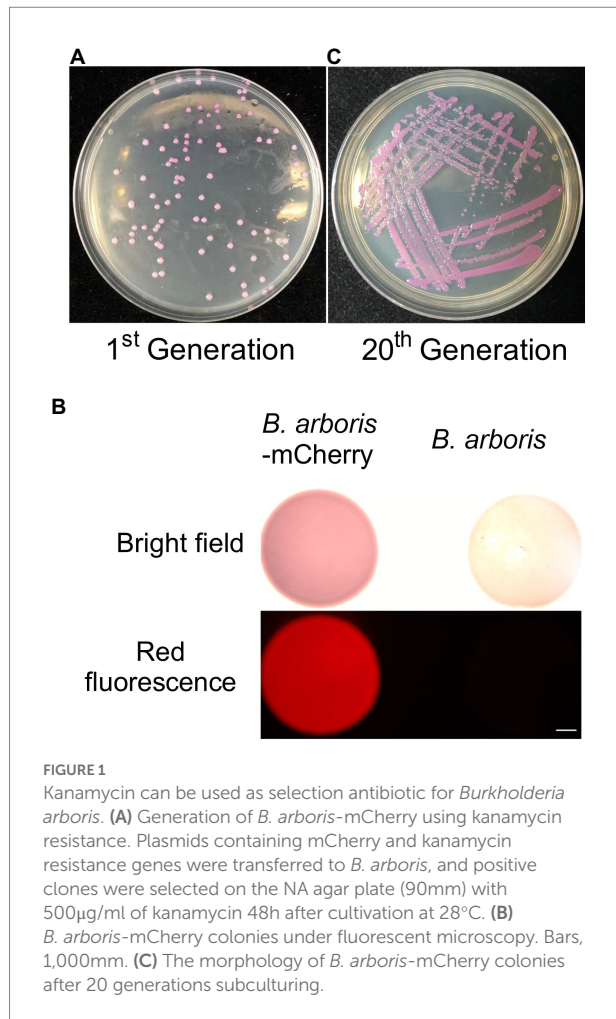 A
C
1st Generation
20th Generation
B
B. arboris
-mCherry
B. arboris
Bright field
Red
fluorescence
FIGURE 1
Kanamycin can be used as selection antibiotic for Burkholderia
arboris. (A) Generation of B. arboris-mCherry using kanamycin
resistance. Plasmids containing mCherry and kanamycin
resistance genes were transferred to B. arboris, and positive
clones were selected on the NA agar plate (90mm) with
500μg/ml of kanamycin 48h after cultivation at 28°C. (B)
B. arboris-mCherry colonies under fluorescent microscopy. Bars,
1,000mm. (C) The morphology of B. arboris-mCherry colonies
after 20 generations subculturing.